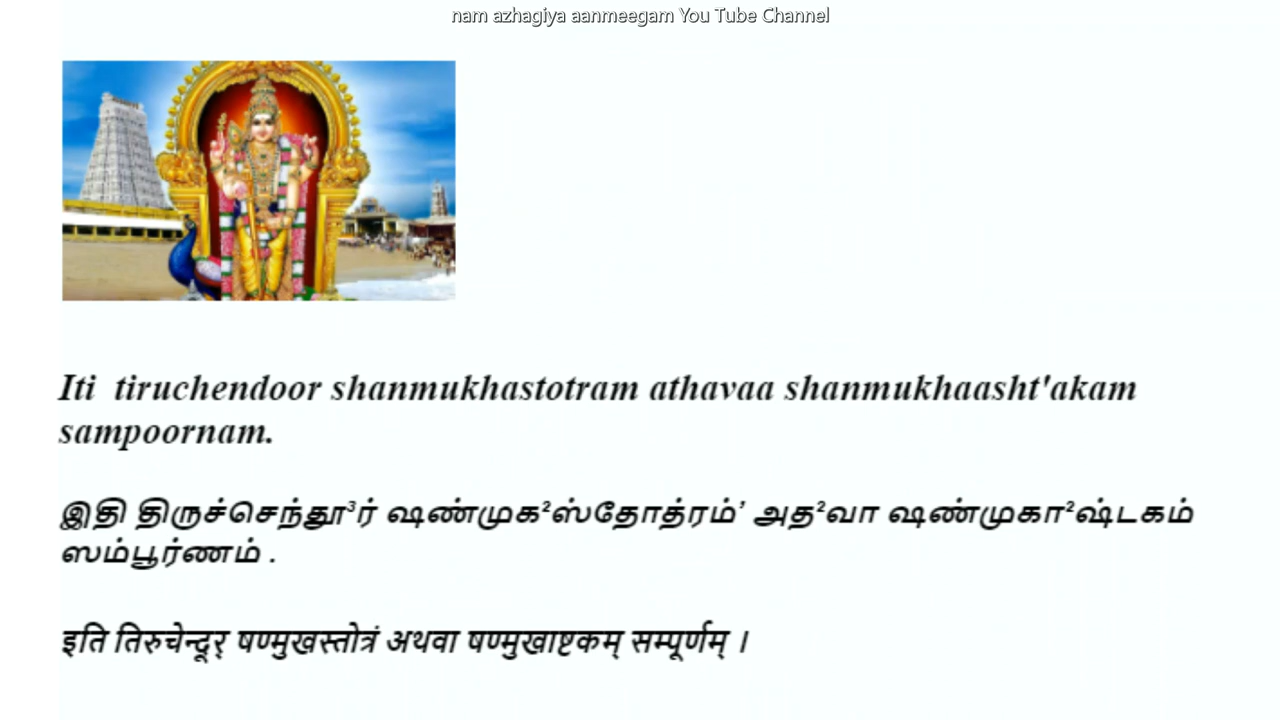 nam azhagiya aanmeegam You Tube Channel
Iti tiruchendoor shanmukhastotram athavaa shanmukhaasht'akam
sampoornam.
இதி திருச்செந்தூ³ர் ஷண்முக²ஸ்தோத்ரம்ʼ அத²வா ஷண்முகா²ஷ்டகம்
ஸம்பூர்ணம் .
इति तिरुचेन्दूर् षण्मुखस्तोत्रं अथवा षण्मुखाष्टकम् सम्पूर्णम् ।